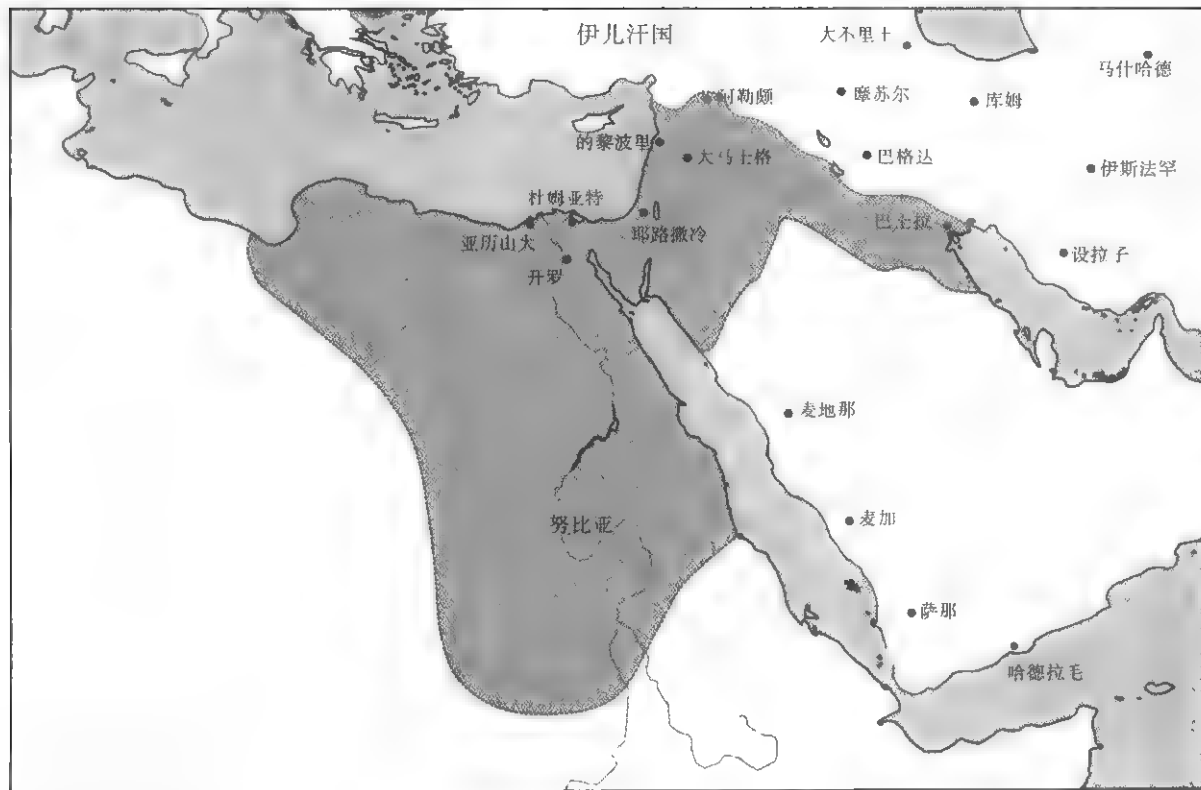 伊儿汗国
大不里士
马什哈德
阿勒颇
摩苏尔
库姆
的黎波里
大马士格
巴格达
伊斯法罕
杜姆亚特
亚历山大
耶路撒冷
巴士拉
设拉子
开罗
麦地那
麦加
努比亚
萨那
哈德拉毛